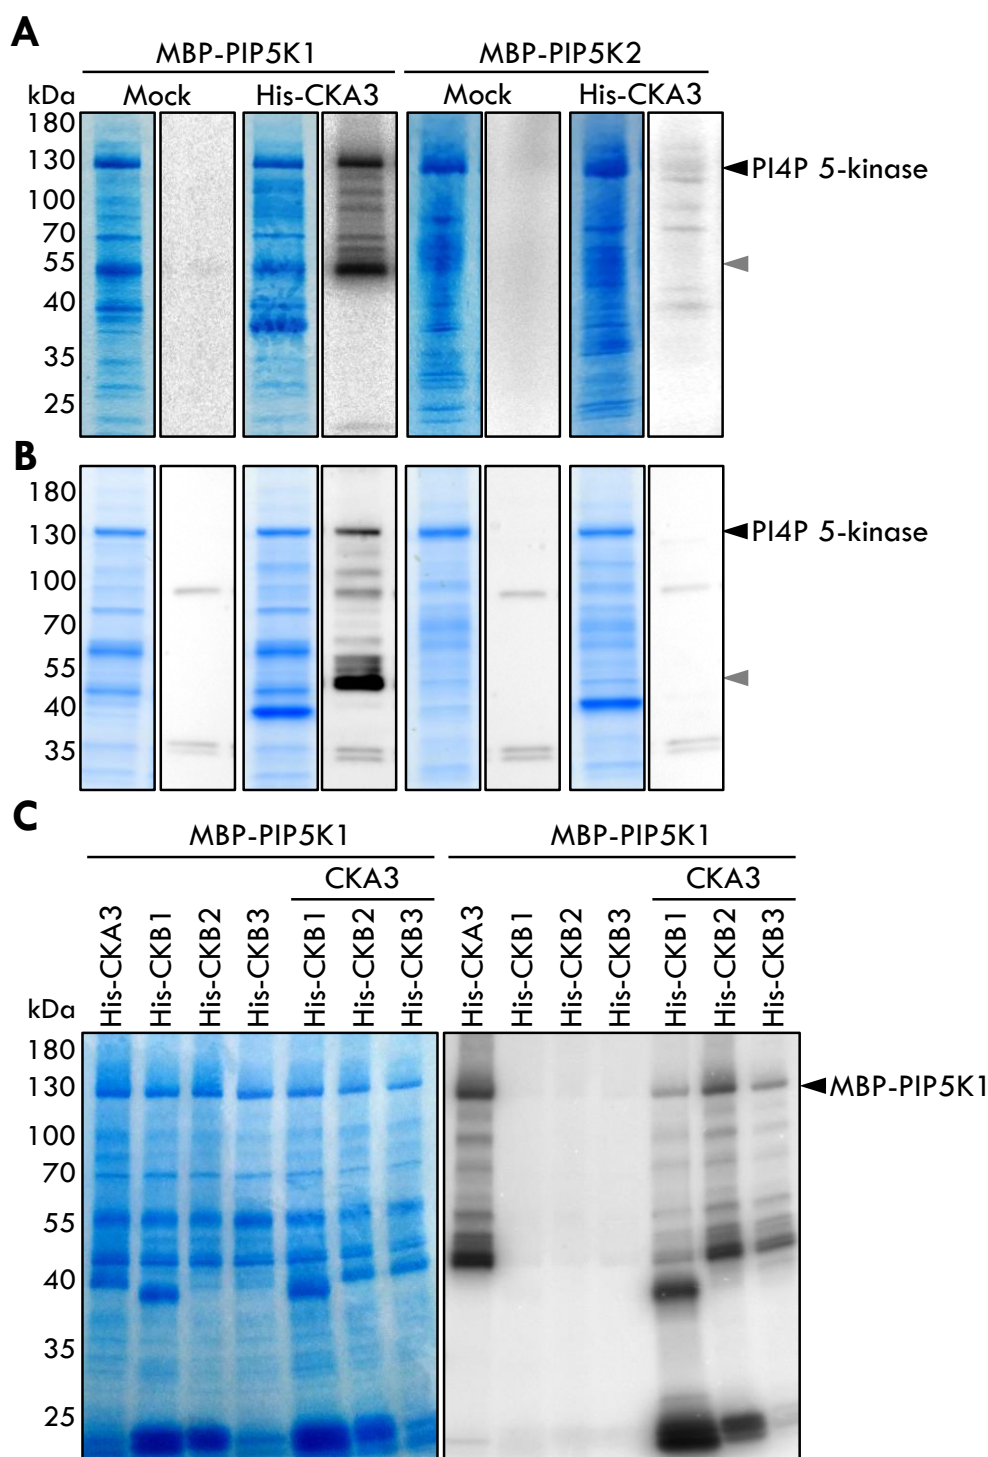 A
MBP-PIP5K1 MBP-PIP5K2
kDa Mock His-CKA3 Mock His-CKA3
180
130 PI4P 5-kinase
100
70
55
40
35
25
B
180
130 PI4P 5-kinase
100
70
55
40
35
C
MBP-PIP5K1 MBP-PIP5K1
CKA3 CKA3
His-CKA3 His-CKB1 His-CKB2 His-CKB3 His-CKB1 His-CKB2 His-CKB3 His-CKA3 His-CKB1 His-CKB2 His-CKB3 His-CKB1 His-CKB2 His-CKB3
kDa
180
130 MBP-PIP5K1
100
70
55
40
35
25